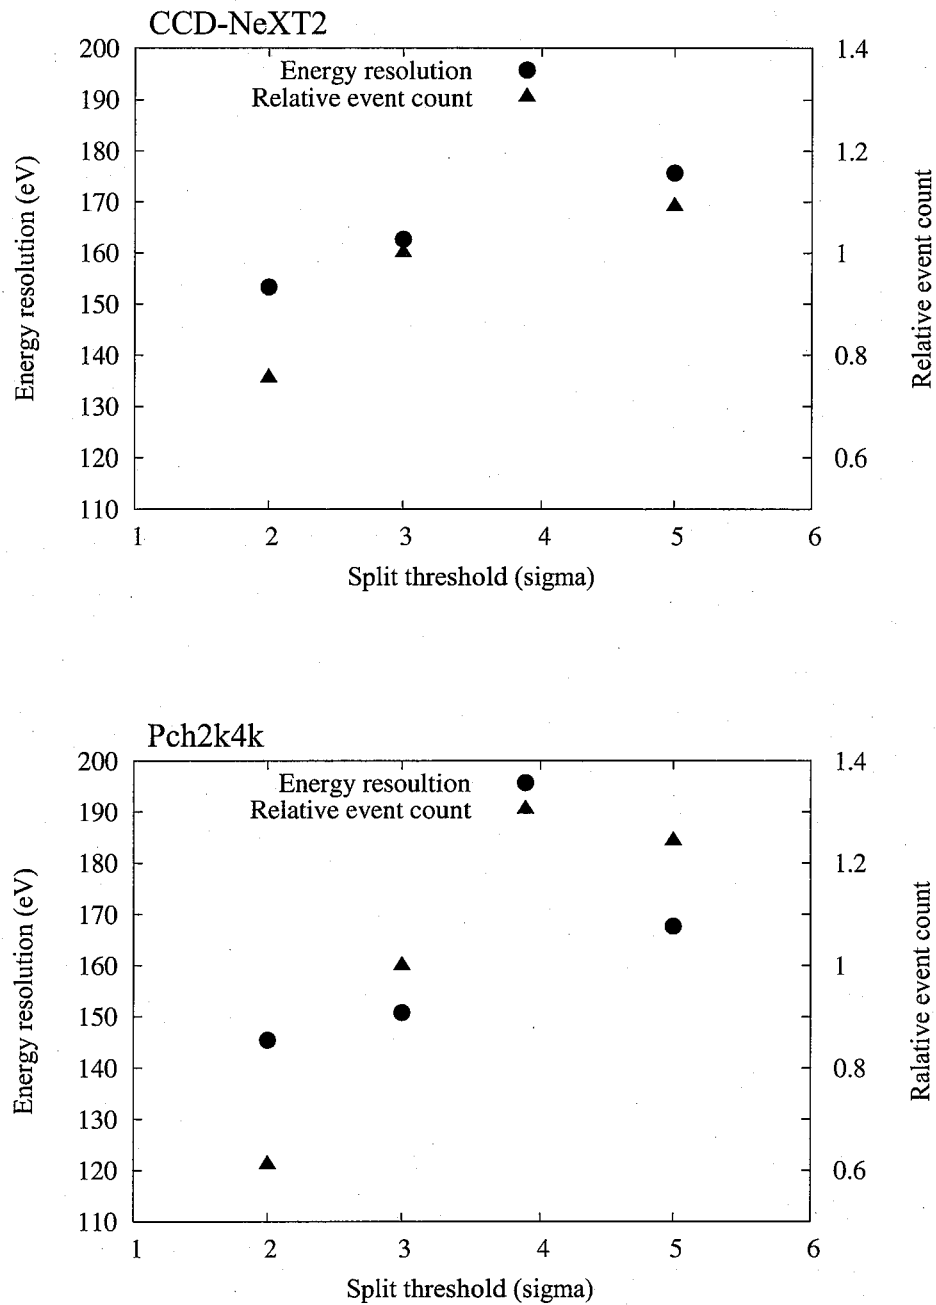 CCD-NeXT2
Energy resolution
Relative event count
200
190
180
170
160
150
140
130
120
110
Energy resolution (eV)
1.4
1.2
1
0.8
0.6
Relative event count
1 2 3 4 5 6
Split threshold (sigma)
Pch2k4k
Energy resoultion
Relative event count
200
190
180
170
160
150
140
130
120
110
Energy resolution (eV)
1.4
1.2
1
0.8
0.6
Ralative event count
1 2 3 4 5 6
Split threshold (sigma)